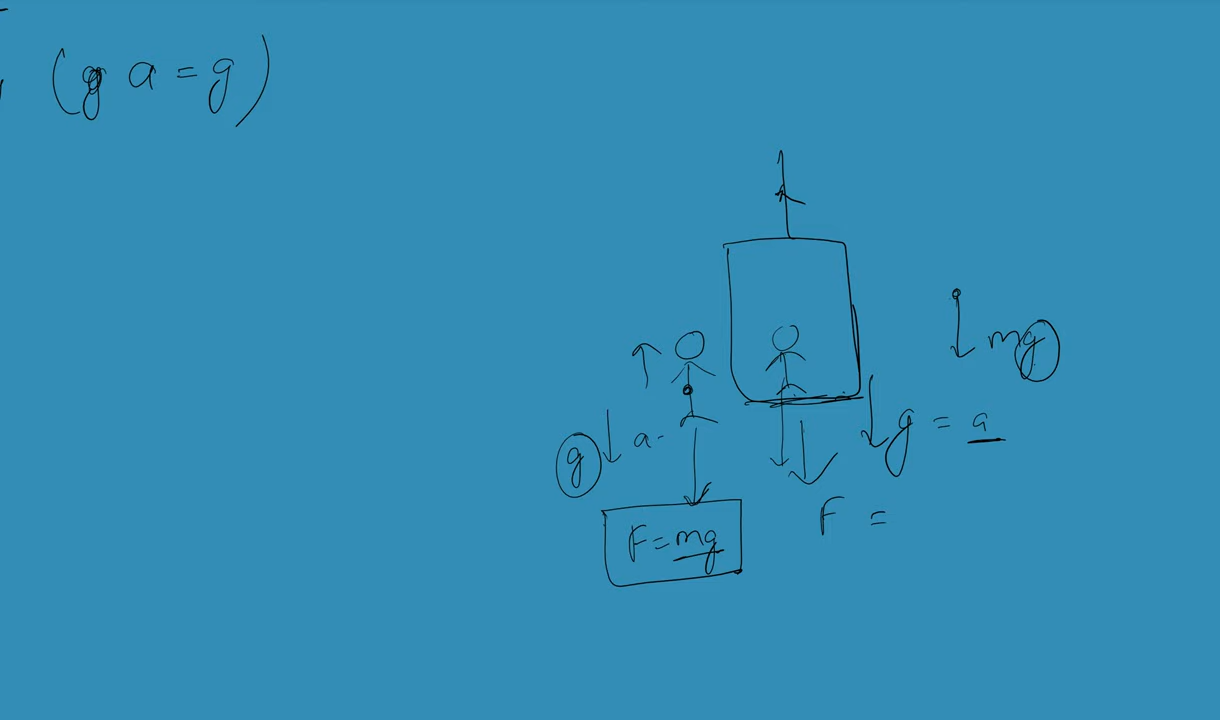 (g a = g)
mg
g = a
g a-
F =
F = mg